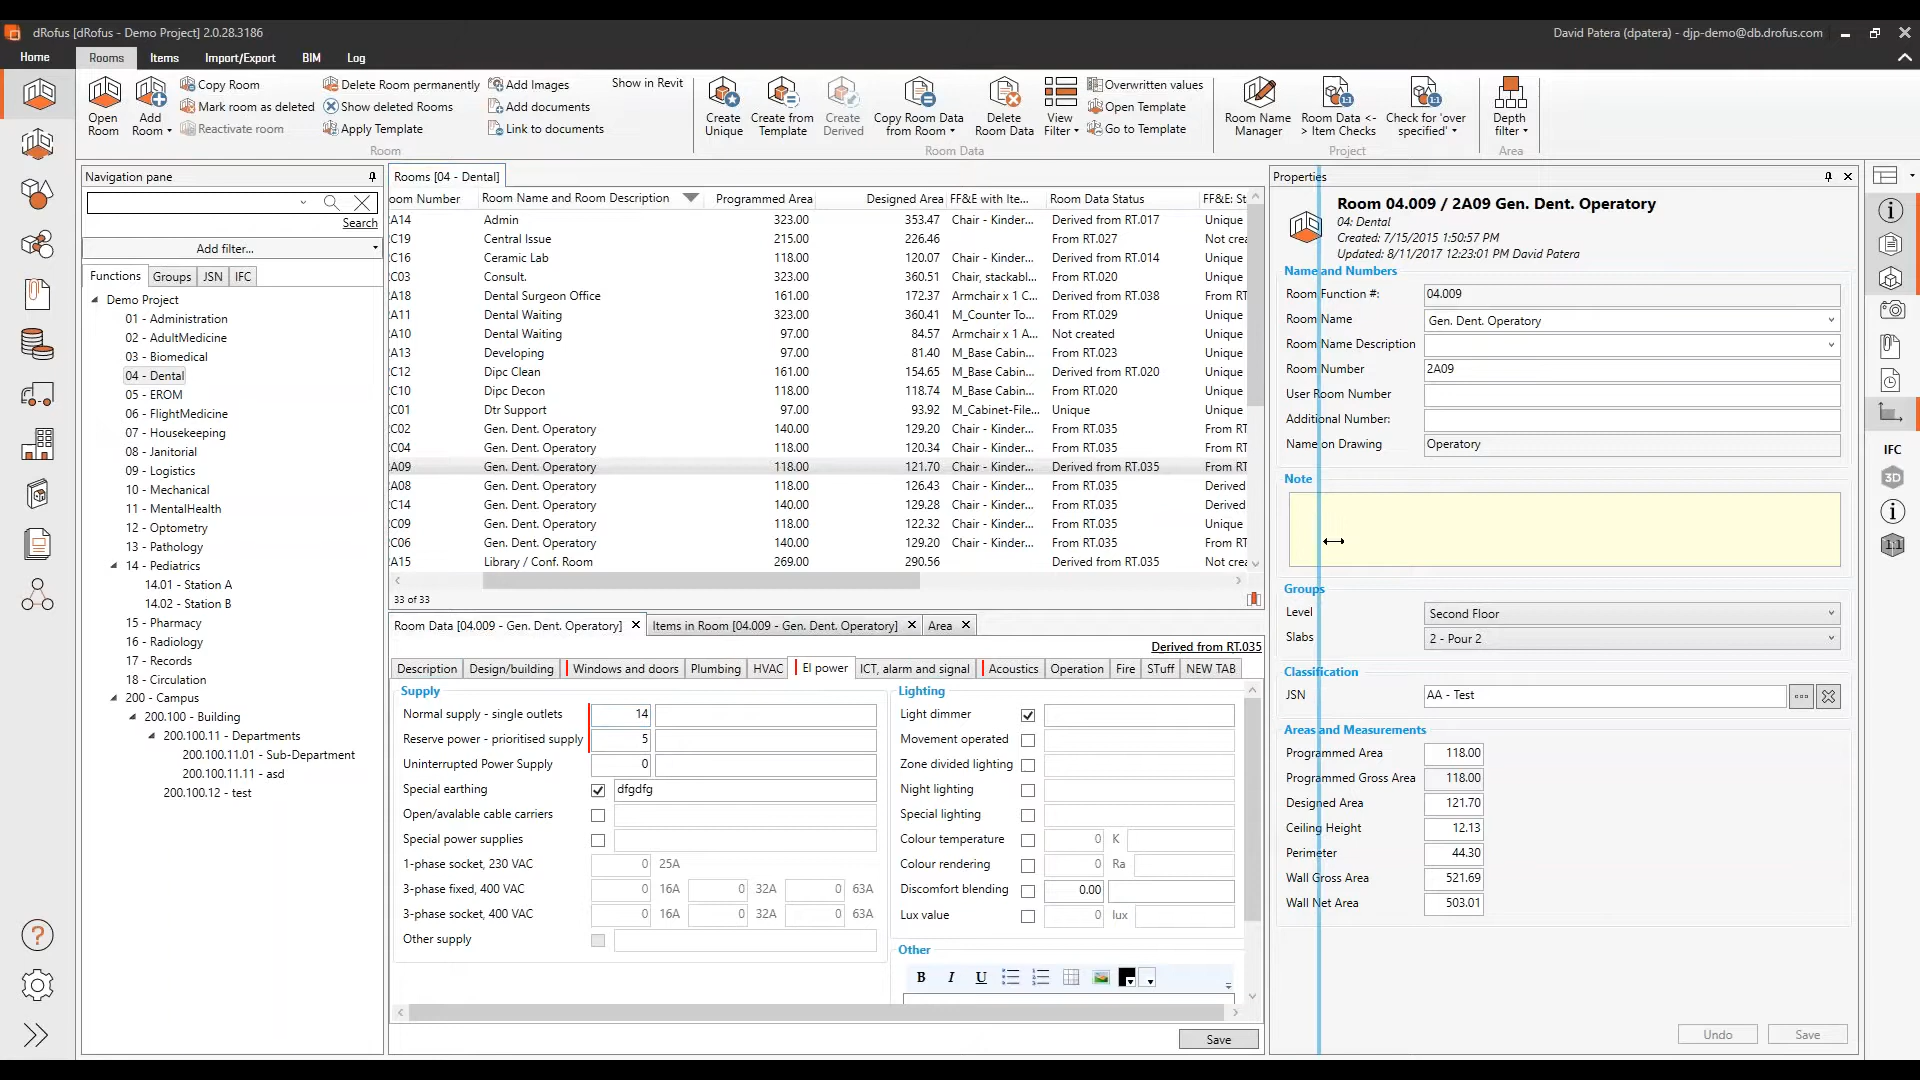 dRofus [dRofus - Demo Project] 2.0.28.3186
David Patera (dpatera) - djp-demo@db.drofus.com
Home Rooms Items Import/Export BIM Log
Open Room
Add Room
Copy Room
Mark room as deleted
Reactivate room
Delete Room permanently
Show deleted Rooms
Apply Template
Add Images
Add documents
Link to documents
Show in Revit
Room
Create Unique
Create from Template
Create Derived
Copy Room Data from Room
Delete Room Data
View Filter
Overwritten values
Open Template
Go to Template
Room Data
Room Name Manager
Room Data <-> Item Checks
Check for 'over specified'
Project
Depth filter
Area
Navigation pane
Search
Add filter...
Functions Groups JSN IFC
Demo Project
01 - Administration
02 - AdultMedicine
03 - Biomedical
04 - Dental
05 - EROM
06 - FlightMedicine
07 - Housekeeping
08 - Janitorial
09 - Logistics
10 - Mechanical
11 - MentalHealth
12 - Optometry
13 - Pathology
14 - Pediatrics
14.01 - Station A
14.02 - Station B
15 - Pharmacy
16 - Radiology
17 - Records
18 - Circulation
200 - Campus
200.100 - Building
200.100.11 - Departments
200.100.11.01 - Sub-Department
200.100.11.11 - asd
200.100.12 - test
Rooms [04 - Dental]
oom Number Room Name and Room Description Programmed Area Designed Area FF&E with Ite... Room Data Status FF&E: St
A14 Admin 323.00 353.47 Chair - Kinder... Derived from RT.017 Unique
C19 Central Issue 215.00 226.46 From RT.027 Not crea
C16 Ceramic Lab 118.00 120.07 Chair - Kinder... Derived from RT.014 From RT
C03 Consult. 323.00 360.51 Chair, stackabl... From RT.020 Unique
A18 Dental Surgeon Office 161.00 172.37 Armchair x 1 C... Derived from RT.038 From RT
A11 Dental Waiting 323.00 360.41 M_Counter To... From RT.029 Unique
A10 Dental Waiting 97.00 84.57 Armchair x 1 A... Not created Unique
A13 Developing 97.00 81.40 M_Base Cabin... From RT.023 Unique
C12 Dipc Clean 161.00 154.65 M_Base Cabin... Derived from RT.020 Unique
C10 Dipc Decon 118.00 118.74 M_Base Cabin... From RT.020 Unique
C01 Dtr Support 97.00 93.92 M_Cabinet-File... Unique Unique
C02 Gen. Dent. Operatory 140.00 129.20 Chair - Kinder... From RT.035 From RT
C04 Gen. Dent. Operatory 118.00 120.34 Chair - Kinder... From RT.035 From RT
A09 Gen. Dent. Operatory 118.00 121.70 Chair - Kinder... Derived from RT.035 From RT
A08 Gen. Dent. Operatory 118.00 126.43 Chair - Kinder... From RT.035 Derived
C14 Gen. Dent. Operatory 140.00 129.28 Chair - Kinder... From RT.035 Derived
C09 Gen. Dent. Operatory 118.00 122.32 Chair - Kinder... From RT.035 Unique
C06 Gen. Dent. Operatory 140.00 129.20 Chair - Kinder... From RT.035 From RT
A15 Library / Conf. Room 269.00 290.56 Derived from RT.035 Not crea
33 of 33
Room Data [04.009 - Gen. Dent. Operatory] Items in Room [04.009 - Gen. Dent. Operatory] Area
Derived from RT.035
Description Design/building Windows and doors Plumbing HVAC El power ICT, alarm and signal Acoustics Operation Fire STuff NEW TAB
Supply
Normal supply - single outlets 14
Reserve power - prioritised supply 5
Uninterrupted Power Supply 0
Special earthing dfgdfg
Open/avalable cable carriers
Special power supplies
1-phase socket, 230 VAC 0 25A
3-phase fixed, 400 VAC 0 16A 0 32A 0 63A
3-phase socket, 400 VAC 0 16A 0 32A 0 63A
Other supply
Lighting
Light dimmer
Movement operated
Zone divided lighting
Night lighting
Special lighting
Colour temperature 0 K
Colour rendering 0 Ra
Discomfort blending 0.00
Lux value 0 lux
Other
B I U
Save
Properties
Room 04.009 / 2A09 Gen. Dent. Operatory
04: Dental
Created: 7/15/2015 1:50:57 PM
Updated: 8/11/2017 12:23:01 PM David Patera
Name and Numbers
Room Function #: 04.009
Room Name Gen. Dent. Operatory
Room Name Description
Room Number 2A09
User Room Number
Additional Number:
Name on Drawing Operatory
Note
Groups
Level Second Floor
Slabs 2 - Pour 2
Classification
JSN AA - Test
Areas and Measurements
Programmed Area 118.00
Programmed Gross Area 118.00
Designed Area 121.70
Ceiling Height 12.13
Perimeter 44.30
Wall Gross Area 521.69
Wall Net Area 503.01
Undo Save
IFC
3D